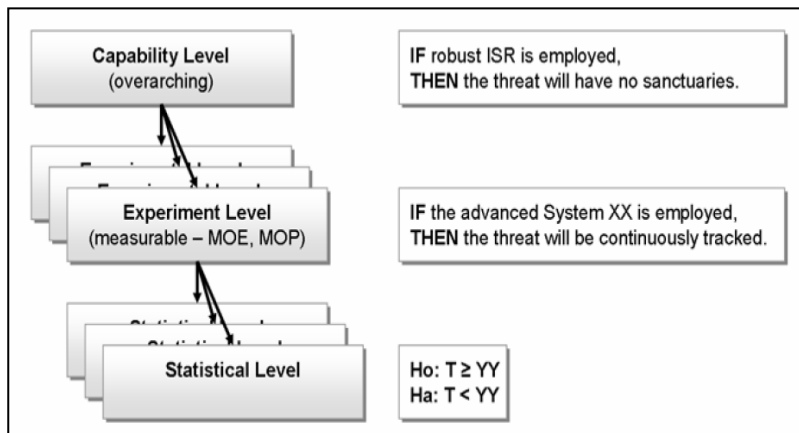 Capability Level
(overarching)
IF robust ISR is employed,
THEN the threat will have no sanctuaries.
Experiment Level
(measurable – MOE, MOP)
IF the advanced System XX is employed,
THEN the threat will be continuously tracked.
Statistical Level
Ho: T ≥ YY
Ha: T < YY